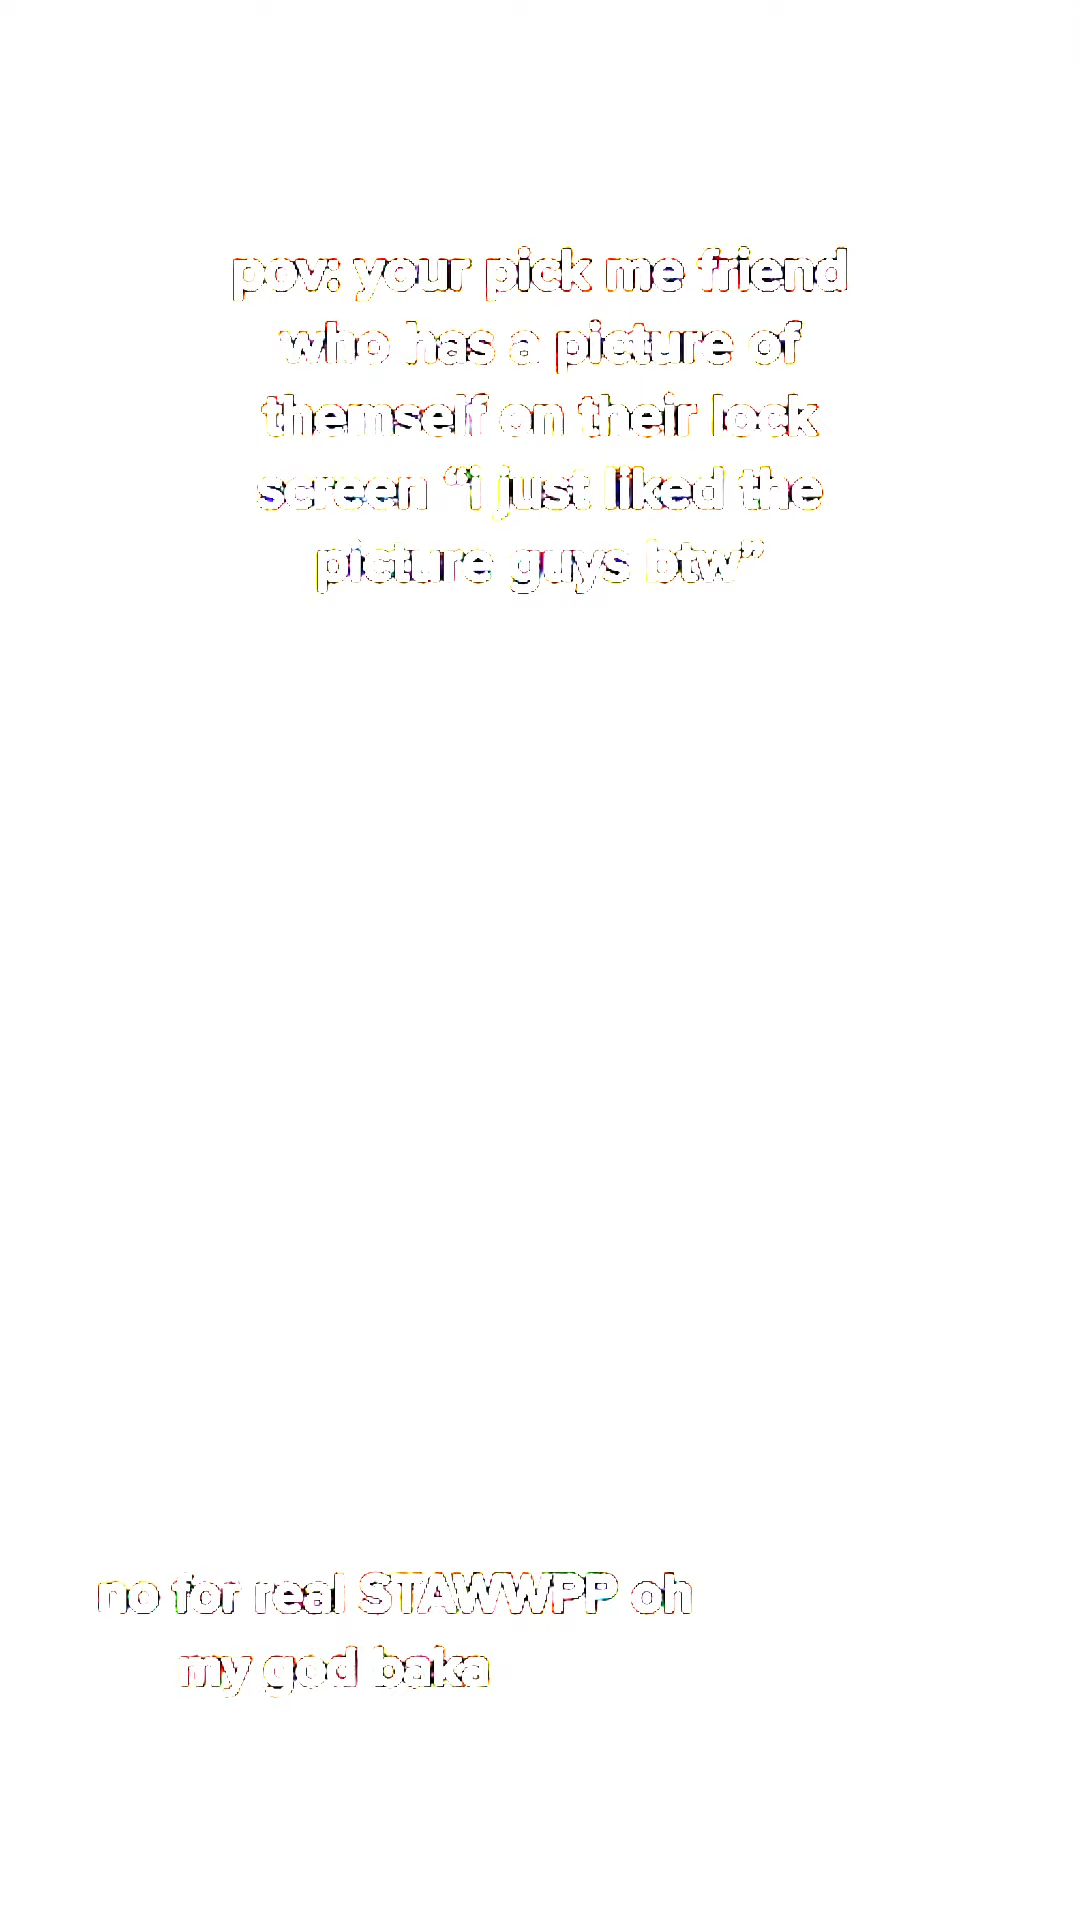 pov: your pick me friend
who has a picture of
themself on their lock
screen “i just liked the
picture guys btw”
no for real STAWWPP oh
my god baka